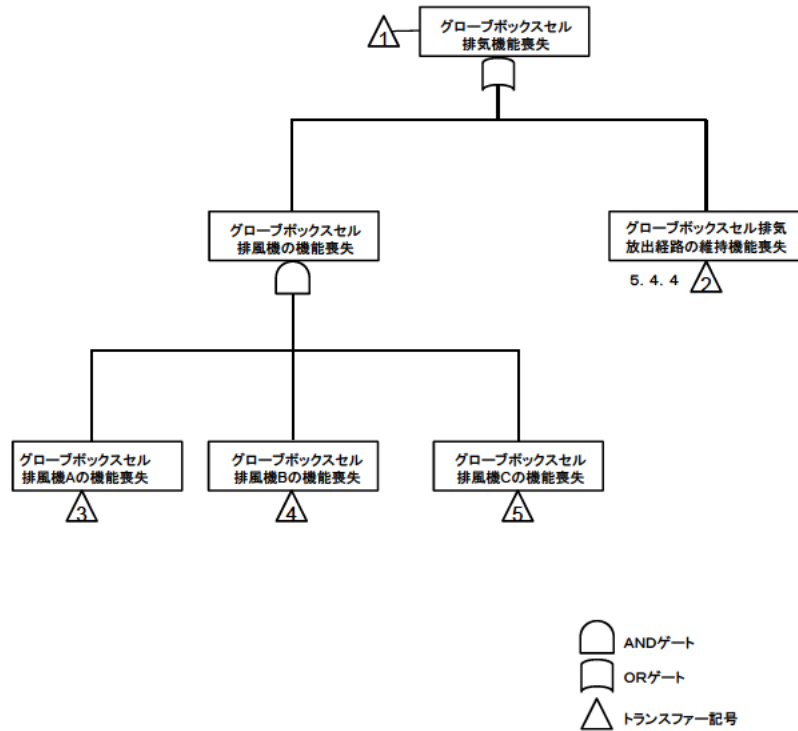 1
グローブボックスセル
排気機能喪失
グローブボックスセル
排風機の機能喪失
グローブボックスセル排気
放出経路の維持機能喪失
5. 4. 4
2
グローブボックスセル
排風機Aの機能喪失
グローブボックスセル
排風機Bの機能喪失
グローブボックスセル
排風機Cの機能喪失
3
4
5
ANDゲート
ORゲート
トランスファー記号